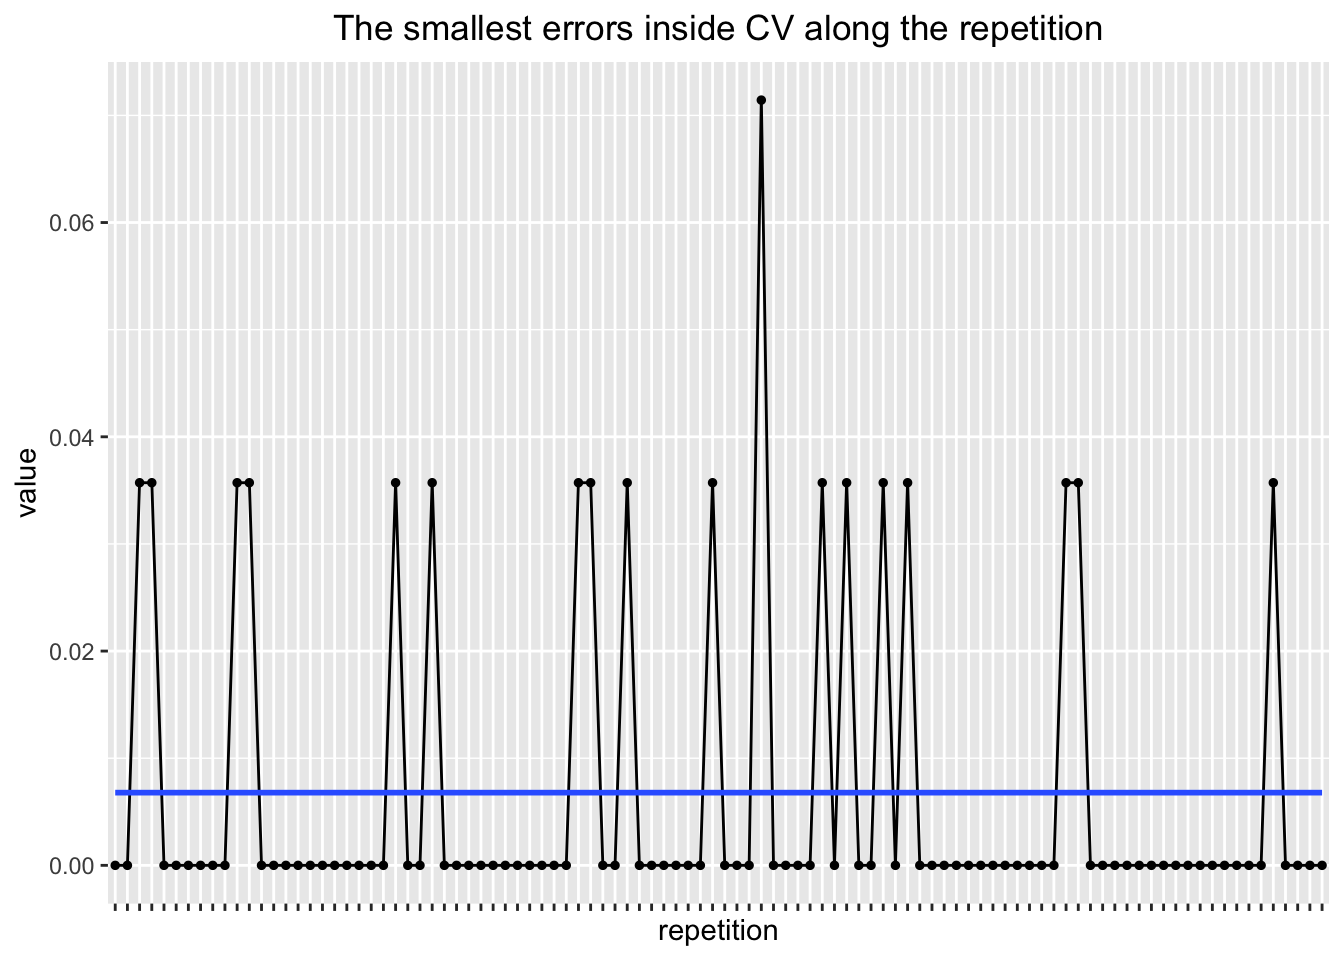 The smallest errors inside CV along the repetition
0.06
0.04
0.02
0.00
value
repetition